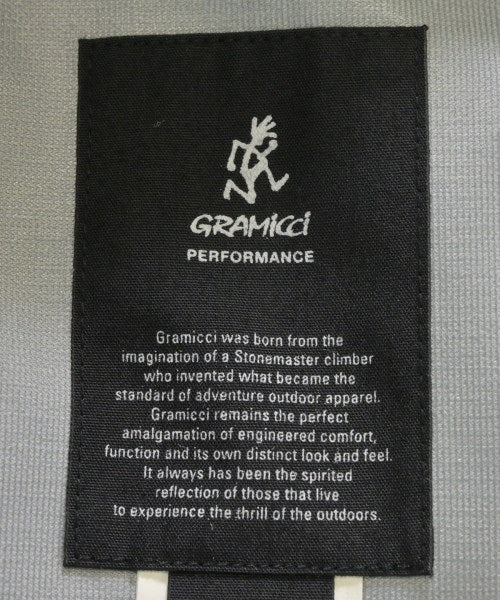 GRAMiCCi
PERFORMANCE
Gramicci was born from the
imagination of a Stonemaster climber
who invented what became the
standard of adventure outdoor apparel.
Gramicci remains the perfect
amalgamation of engineered comfort,
function and its own distinct look and feel.
It always has been the spirited
reflection of those that live
to experience the thrill of the outdoors.